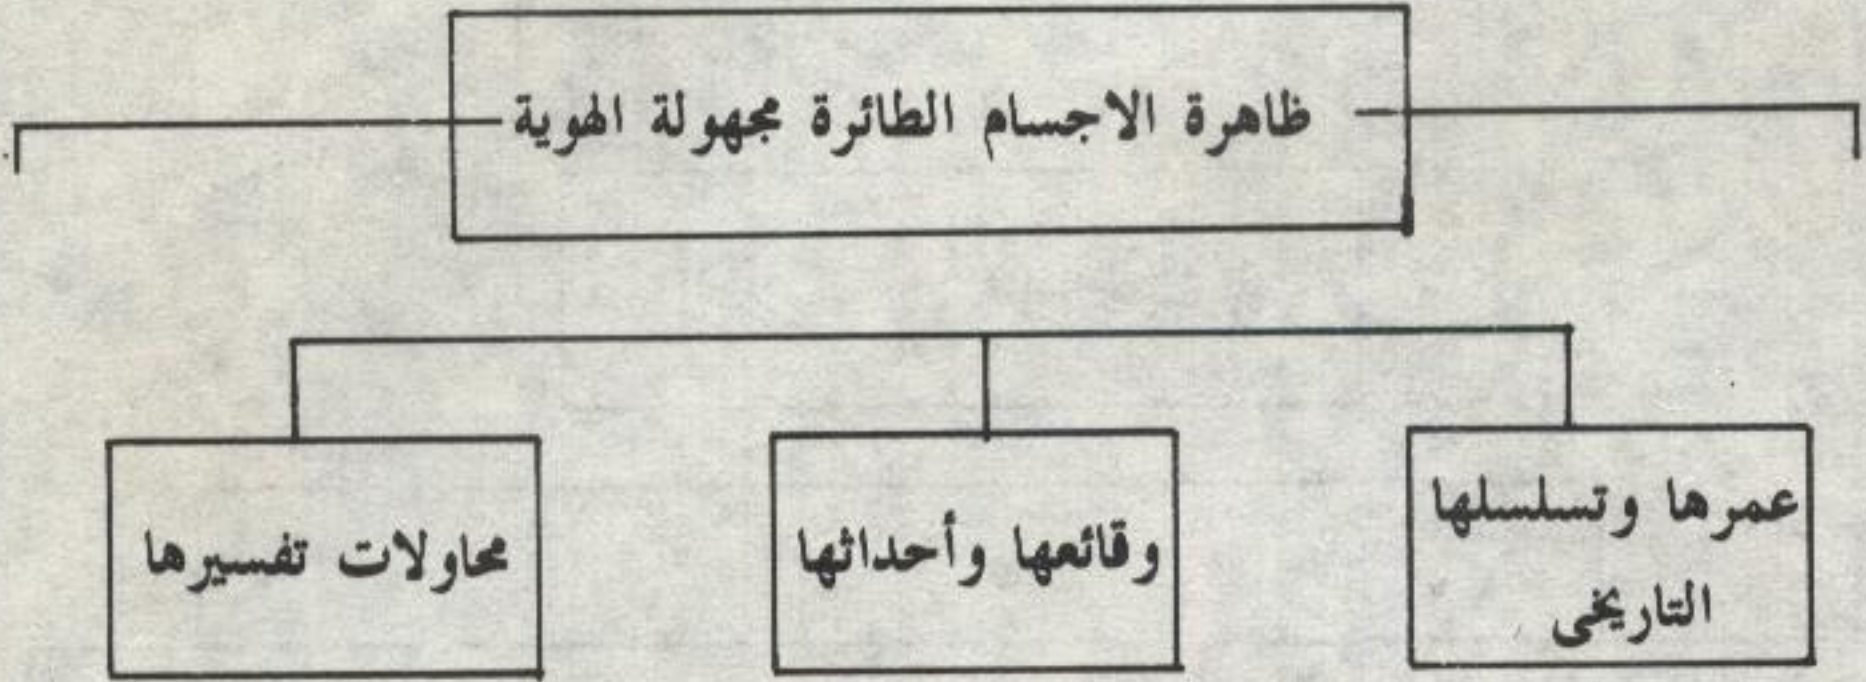 ظاهرة الاجسام الطائرة مجهولة الهوية
عمرها وتسلسلها
التاريخى
وقائعها وأحداثها
محاولات تفسيرها